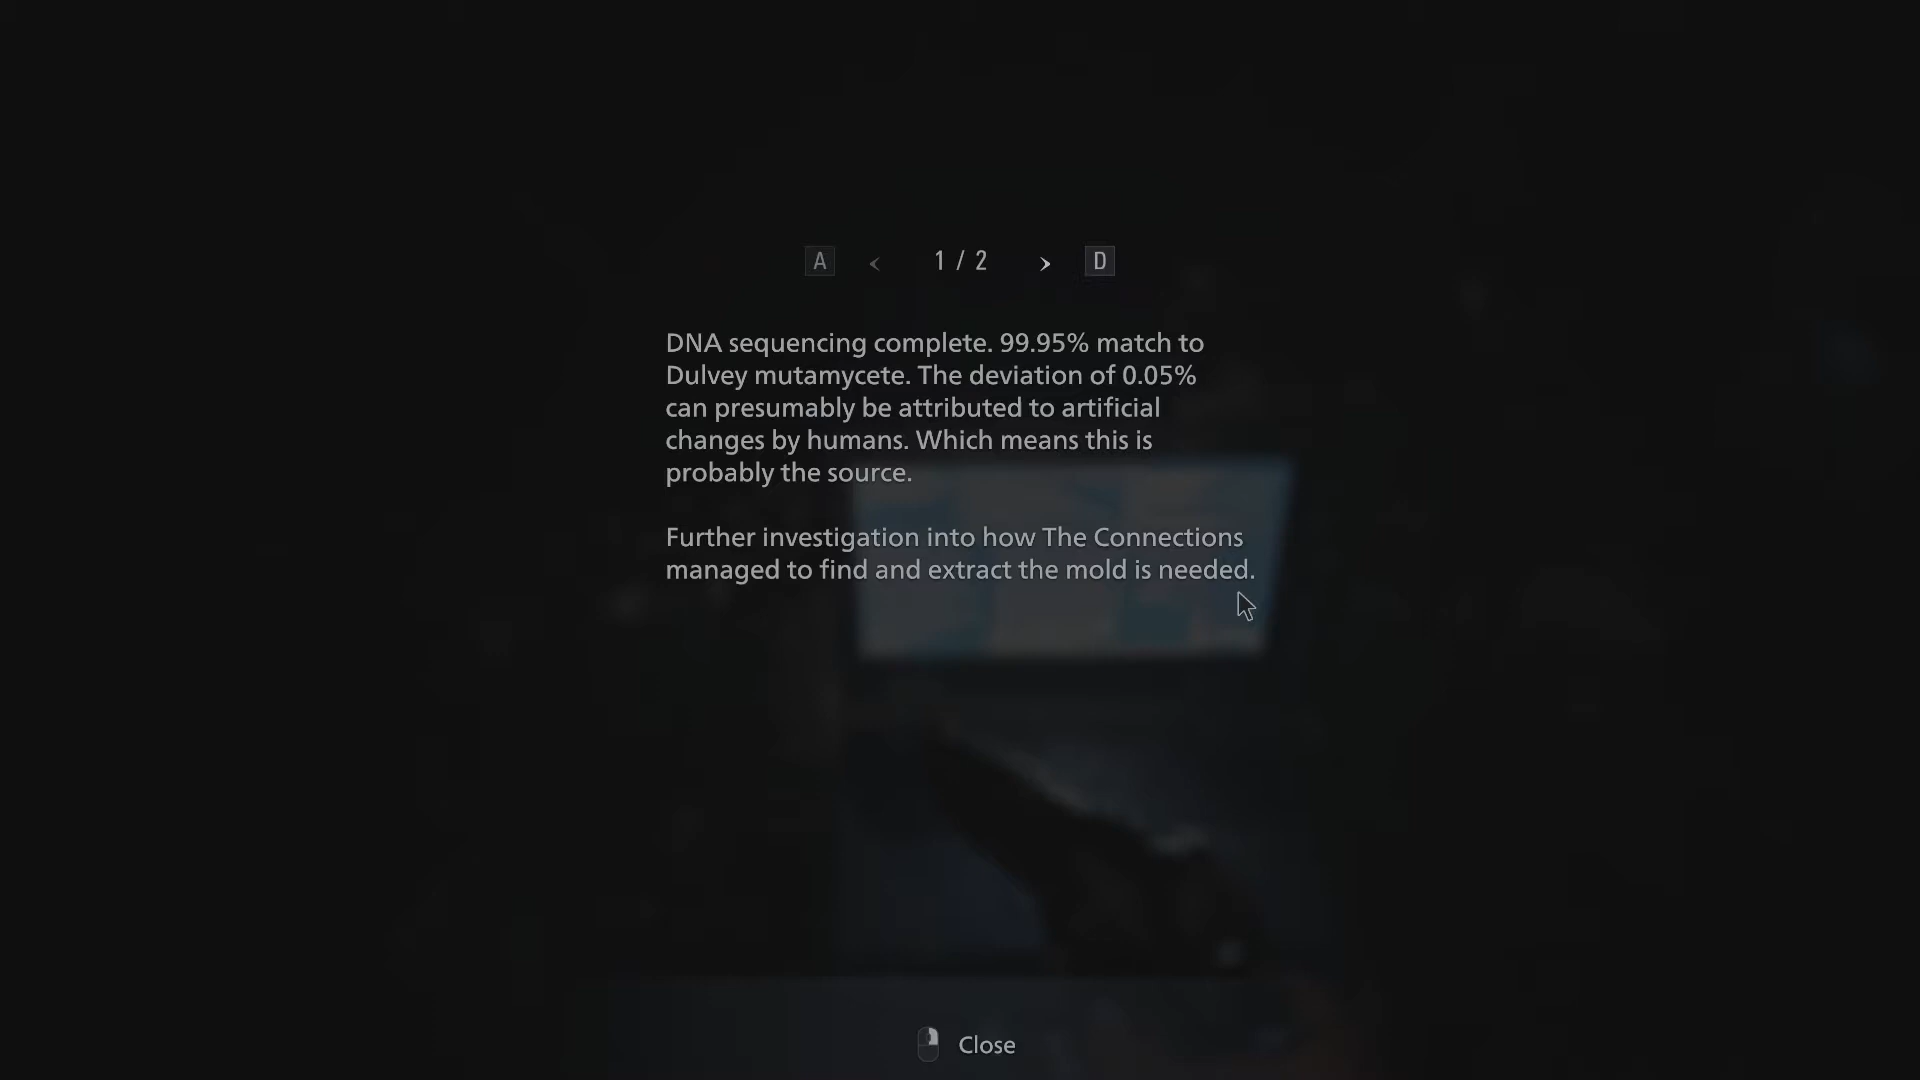 A < 1 / 2 > D
DNA sequencing complete. 99.95% match to
Dulvey mutamycete. The deviation of 0.05%
can presumably be attributed to artificial
changes by humans. Which means this is
probably the source.
Further investigation into how The Connections
managed to find and extract the mold is needed.
Close